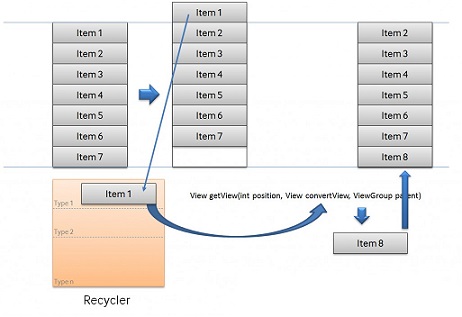 Item 1
Item 2
Item 3
Item 4
Item 5
Item 6
Item 7
Item 1
Item 2
Item 3
Item 4
Item 5
Item 6
Item 7
Item 2
Item 3
Item 4
Item 5
Item 6
Item 7
Item 8
Item 1
Type 1
Type 2
Type n
Recycler
View getView(int position, View convertView, ViewGroup parent)
Item 8